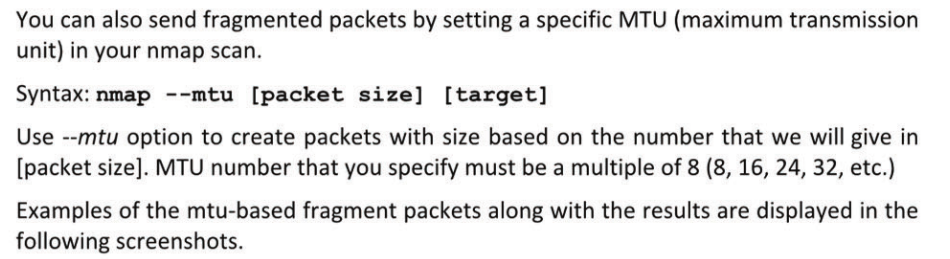 You can also send fragmented packets by setting a specific MTU (maximum transmission
unit) in your nmap scan.
Syntax: nmap --mtu [packet size] [target]
Use --mtu option to create packets with size based on the number that we will give in
[packet size]. MTU number that you specify must be a multiple of 8 (8, 16, 24, 32, etc.)
Examples of the mtu-based fragment packets along with the results are displayed in the
following screenshots.